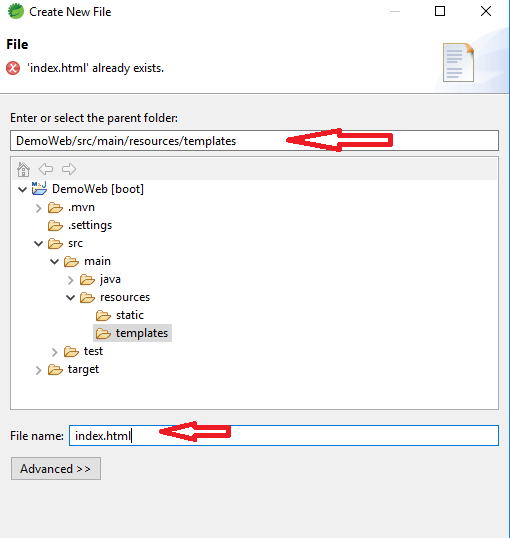 Create New File
File
'index.html' already exists.
Enter or select the parent folder:
DemoWeb/src/main/resources/templates
DemoWeb [boot]
.mvn
.settings
src
main
java
resources
static
templates
test
target
File name: index.html
Advanced >>